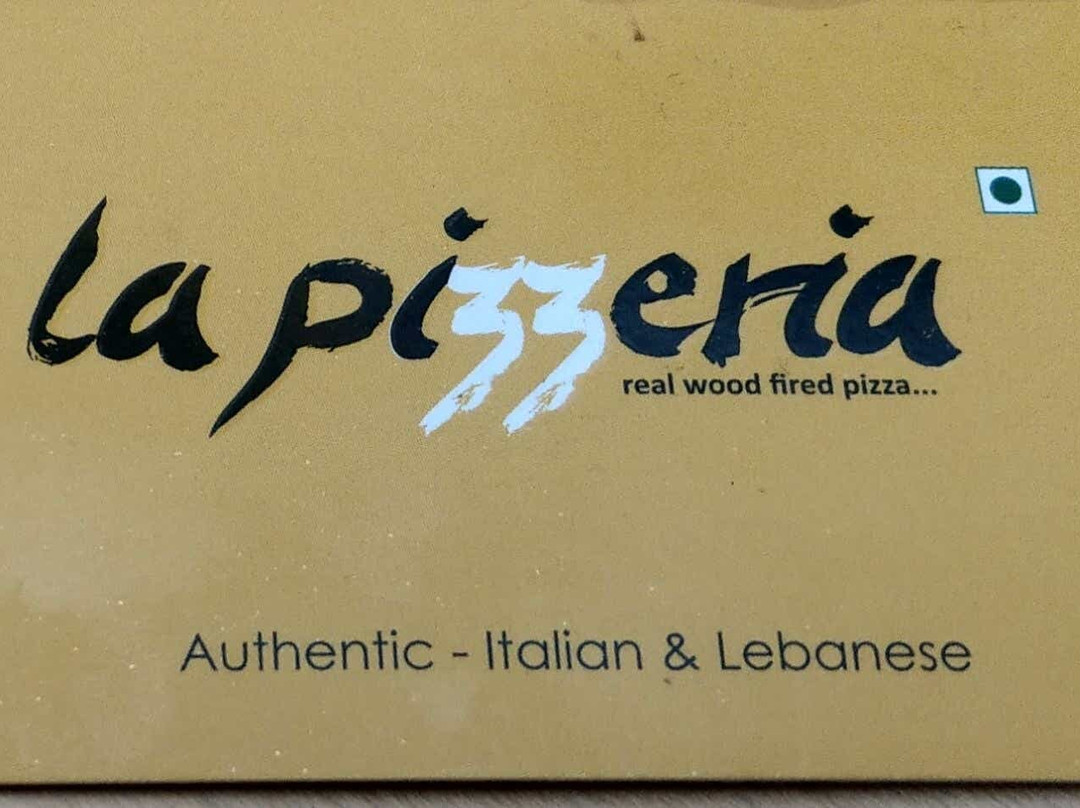 la pizzeria
real wood fired pizza...
Authentic - Italian & Lebanese